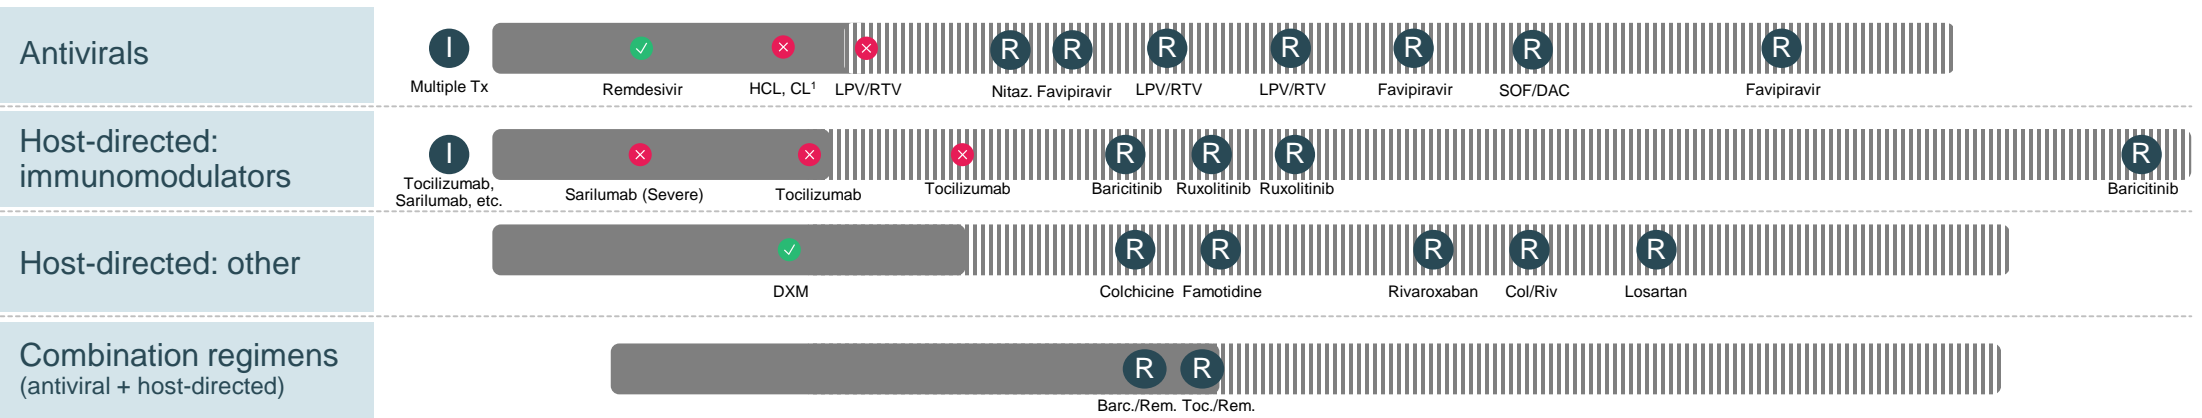 Antivirals
I
R R R R R R R
Multiple Tx
Remdesivir
HCL, CL¹
LPV/RTV
Nitaz. Favipiravir
LPV/RTV
LPV/RTV
Favipiravir
SOF/DAC
Favipiravir
Host-directed:
immunomodulators
I
R R R R
Tocilizumab,
Sarilumab, etc.
Sarilumab (Severe)
Tocilizumab
Tocilizumab
Baricitinib
Ruxolitinib
Ruxolitinib
Baricitinib
Host-directed: other
R R R R R
DXM
Colchicine
Famotidine
Rivaroxaban
Col/Riv
Losartan
Combination regimens
(antiviral + host-directed)
R R
Barc./Rem. Toc./Rem.